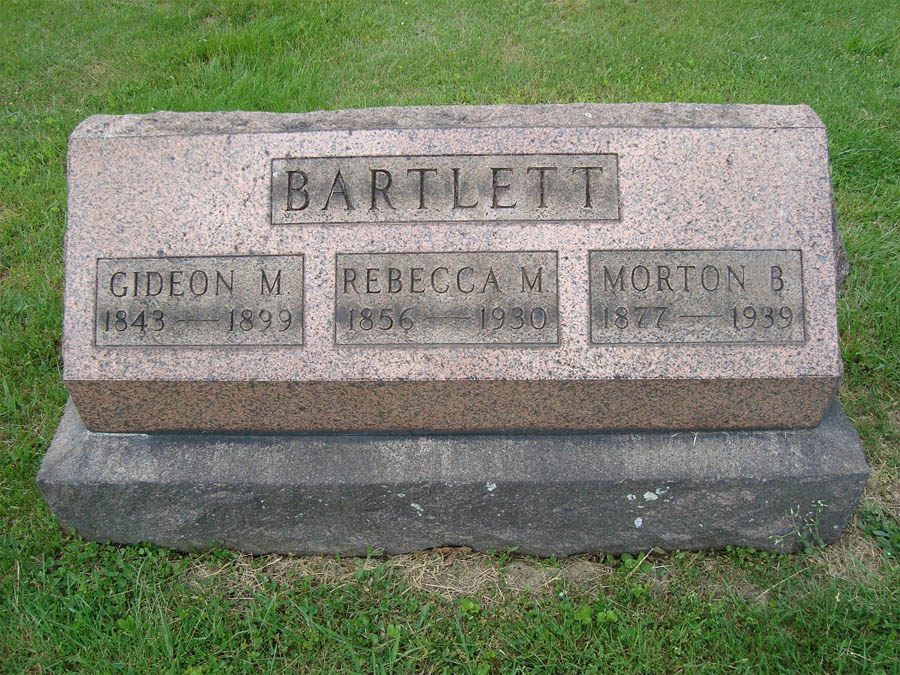 BARTLETT
GIDEON M
1843 — 1899
REBECCA M.
1856 — 1930
MORTON B.
1877 — 1939